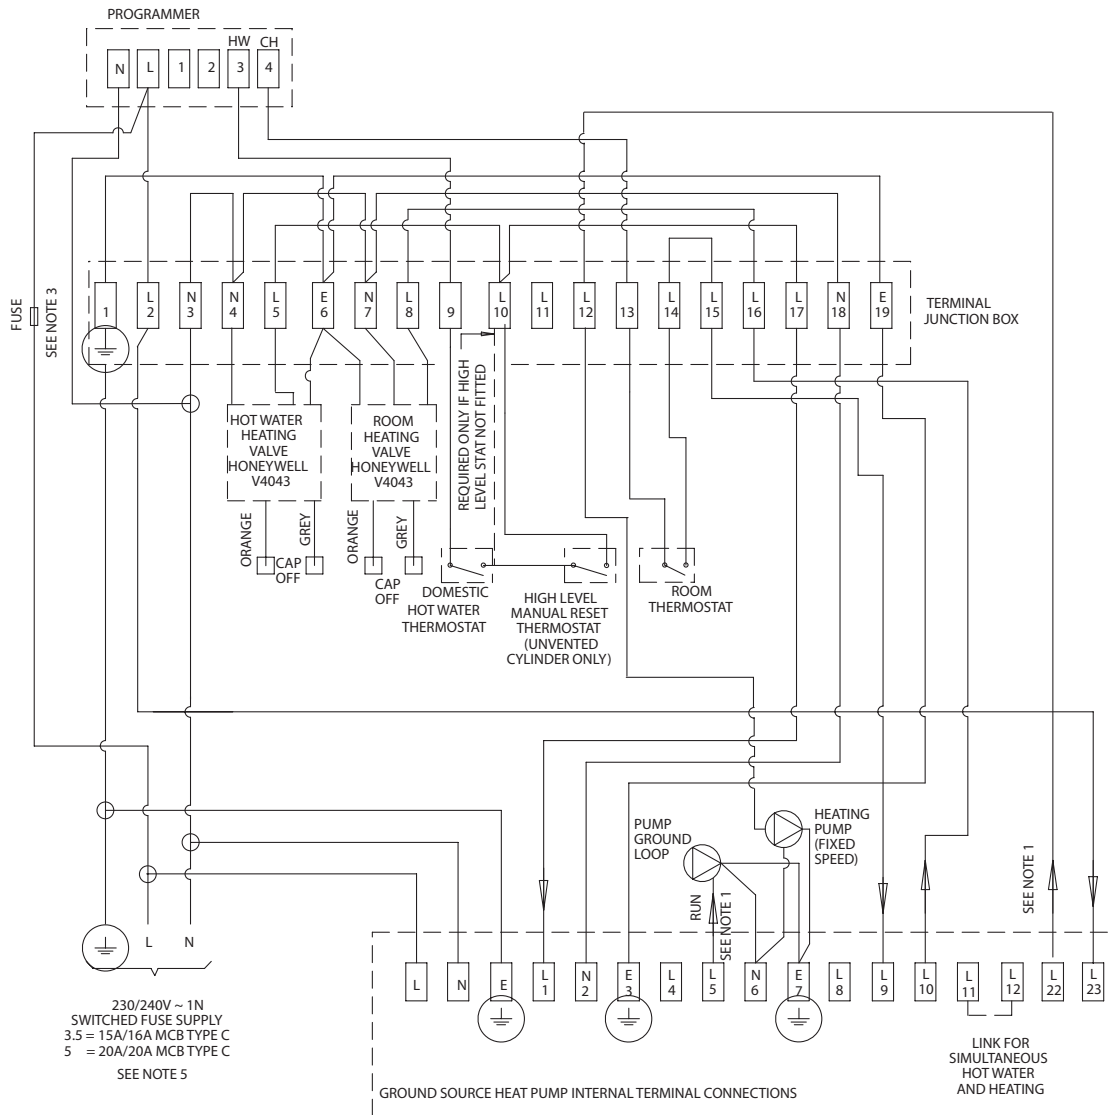 PROGRAMMER
HW CH
N L 1 2 3 4
FUSE
SEE NOTE 3
1 L 2 N 3 N 4 L 5 E 6 N 7 L 8 9 L 10 L 11 L 12 13 L 14 L 15 L 16 L 17 N 18 E 19
TERMINAL
JUNCTION BOX
REQUIRED ONLY IF HIGH
LEVEL STAT NOT FITTED
HOT WATER
HEATING
VALVE
HONEYWELL
V4043
ROOM
HEATING
VALVE
HONEYWELL
V4043
ORANGE
GREY
CAP
OFF
ORANGE
GREY
CAP
OFF
DOMESTIC
HOT WATER
THERMOSTAT
HIGH LEVEL
MANUAL RESET
THERMOSTAT
(UNVENTED
CYLINDER ONLY)
ROOM
THERMOSTAT
PUMP
GROUND
LOOP
HEATING
PUMP
(FIXED
SPEED)
RUN
SEE NOTE 1
SEE NOTE 1
L N
L N E L 1 N 2 E 3 L 4 L 5 N 6 E 7 L 8 L 9 L 10 L 11 L 12 L 22 L 23
230/240V ~ 1N
SWITCHED FUSE SUPPLY
3.5 = 15A/16A MCB TYPE C
5 = 20A/20A MCB TYPE C
SEE NOTE 5
LINK FOR
SIMULTANEOUS
HOT WATER
AND HEATING
GROUND SOURCE HEAT PUMP INTERNAL TERMINAL CONNECTIONS